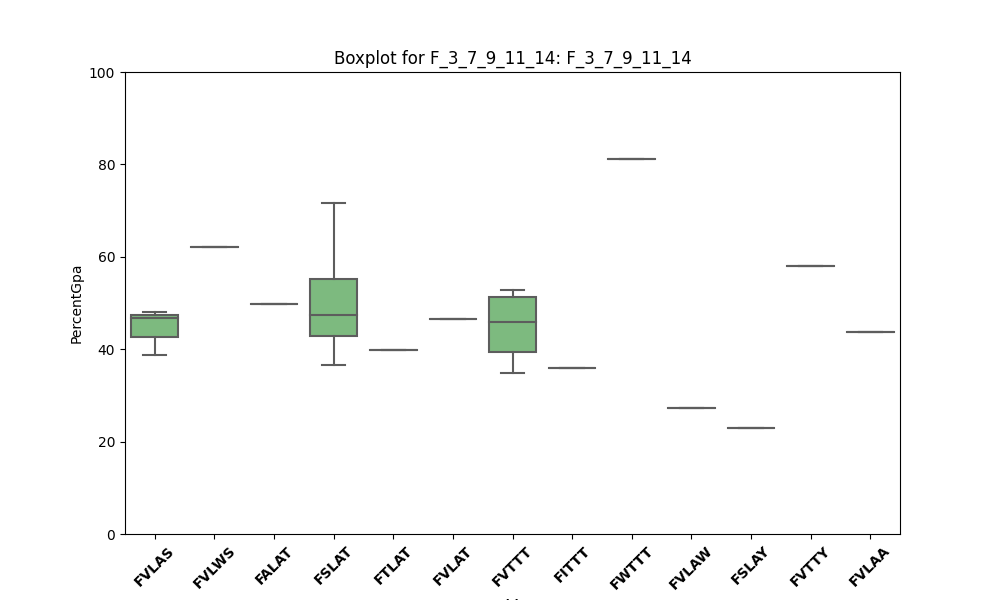 Boxplot for F_3_7_9_11_14: F_3_7_9_11_14
100
80
60
40
20
0
PercentGpa
FVLAS FVLWS FALAT FSLAT FTLAT FVLAT FVTTT FITTT FWTTT FVLAW FSLAY FVTTY FVLAA